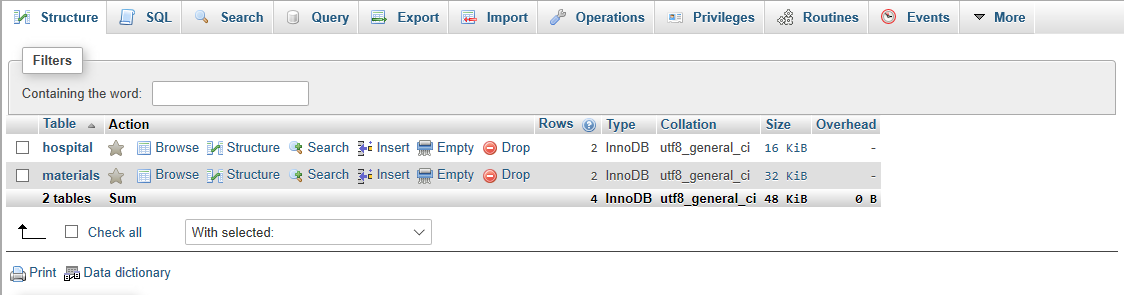 Structure SQL Search Query Export Import Operations Privileges Routines Events More
Filters
Containing the word:
Table Action Rows Type Collation Size Overhead
hospital Browse Structure Search Insert Empty Drop 2 InnoDB utf8_general_ci 16 KiB -
materials Browse Structure Search Insert Empty Drop 2 InnoDB utf8_general_ci 32 KiB -
2 tables Sum 4 InnoDB utf8_general_ci 48 KiB 0 B
Check all With selected:
Print Data dictionary